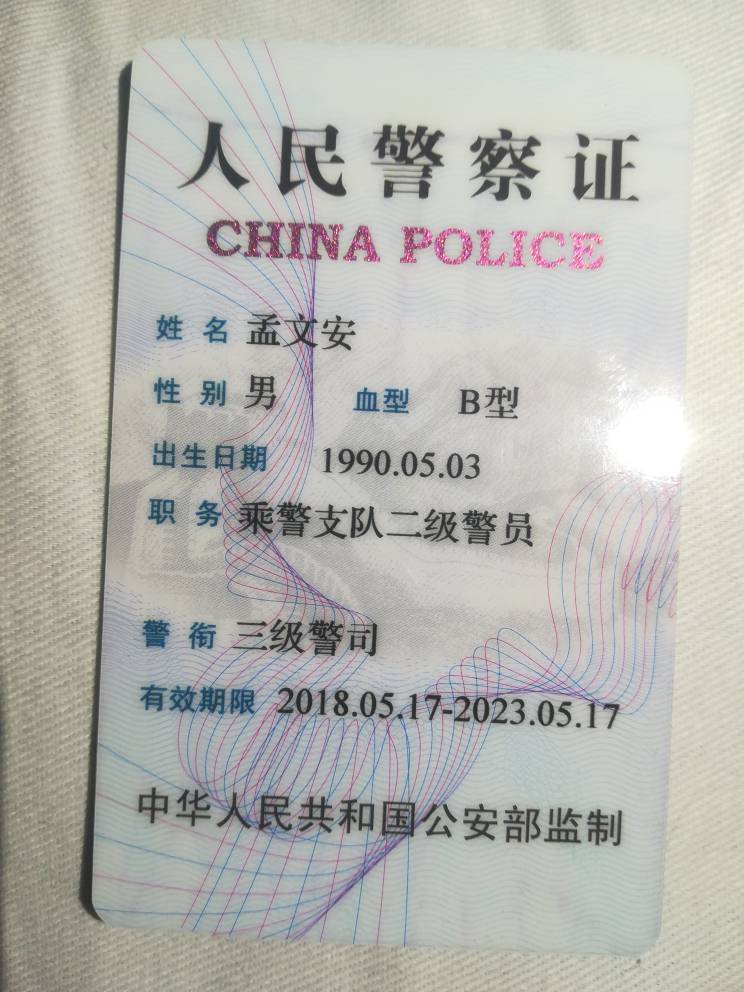 人民警察证
CHINA POLICE
姓名 孟文安
性别 男 血型 B型
出生日期 1990.05.03
职务 乘警支队二级警员
警衔 三级警司
有效期限 2018.05.17-2023.05.17
中华人民共和国公安部监制